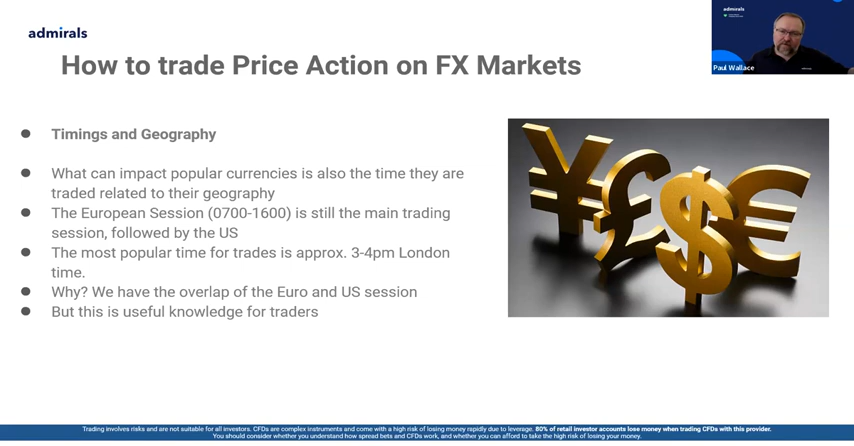 admirals
How to trade Price Action on FX Markets
admirals
Paul Wallace
Timings and Geography
What can impact popular currencies is also the time they are
traded related to their geography
The European Session (0700-1600) is still the main trading
session, followed by the US
The most popular time for trades is approx. 3-4pm London
time.
Why? We have the overlap of the Euro and US session
But this is useful knowledge for traders
¥£$€
Trading involves risks and are not suitable for all investors. CFDs are complex instruments and come with a high risk of losing money rapidly due to leverage. 80% of retail investor accounts lose money when trading CFDs with this provider.
You should consider whether you understand how spread bets and CFDs work, and whether you can afford to take the high risk of losing your money.